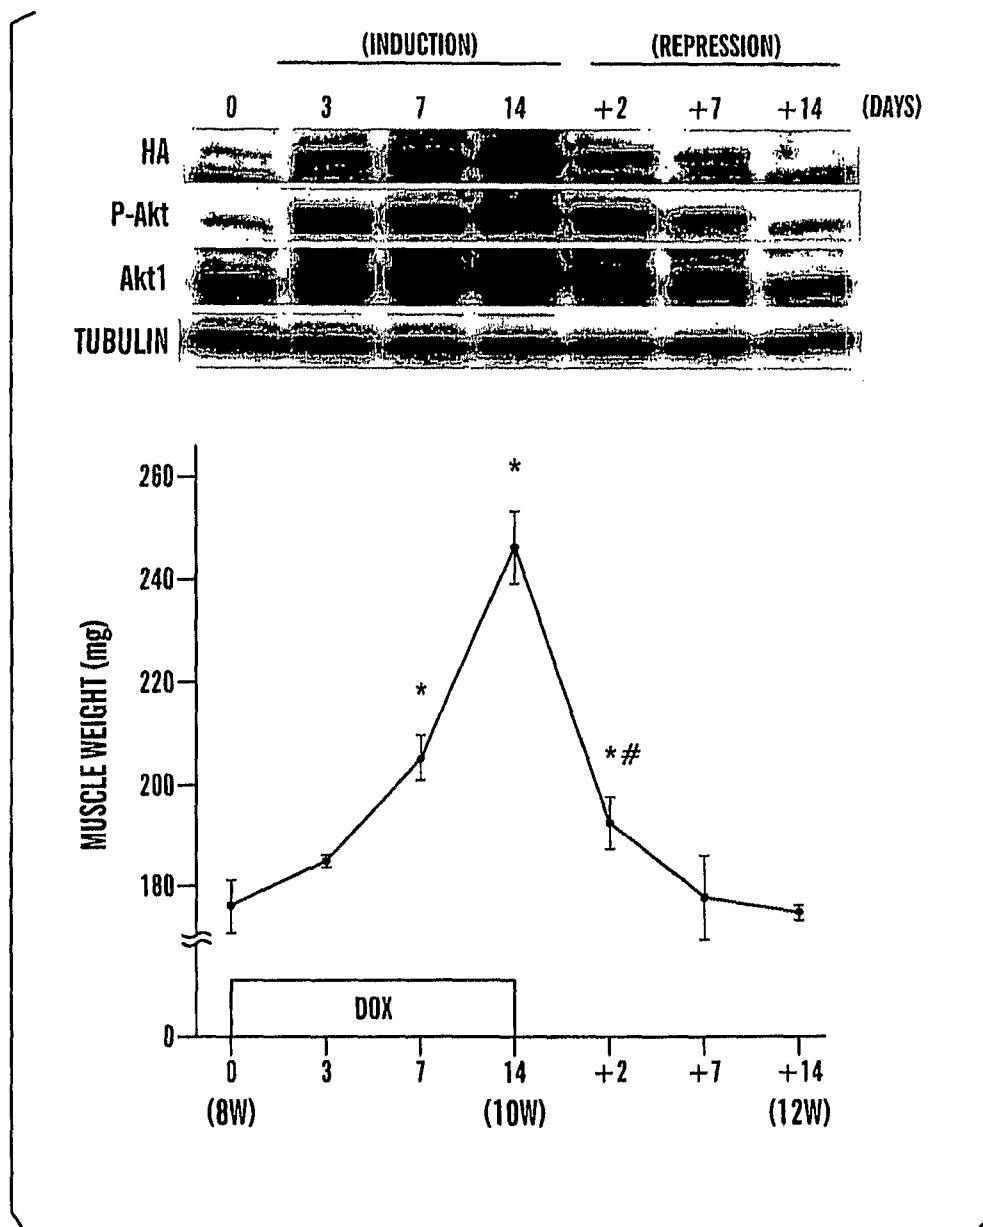 (INDUCTION) (REPRESSION)
0 3 7 14 +2 +7 +14 (DAYS)
HA
P-Akt
Akt1
TUBULIN
*
260
240
*
220
*#
200
180
MUSCLE WEIGHT (mg)
DOX
0
0 3 7 14 +2 +7 +14
(8W) (10W) (12W)